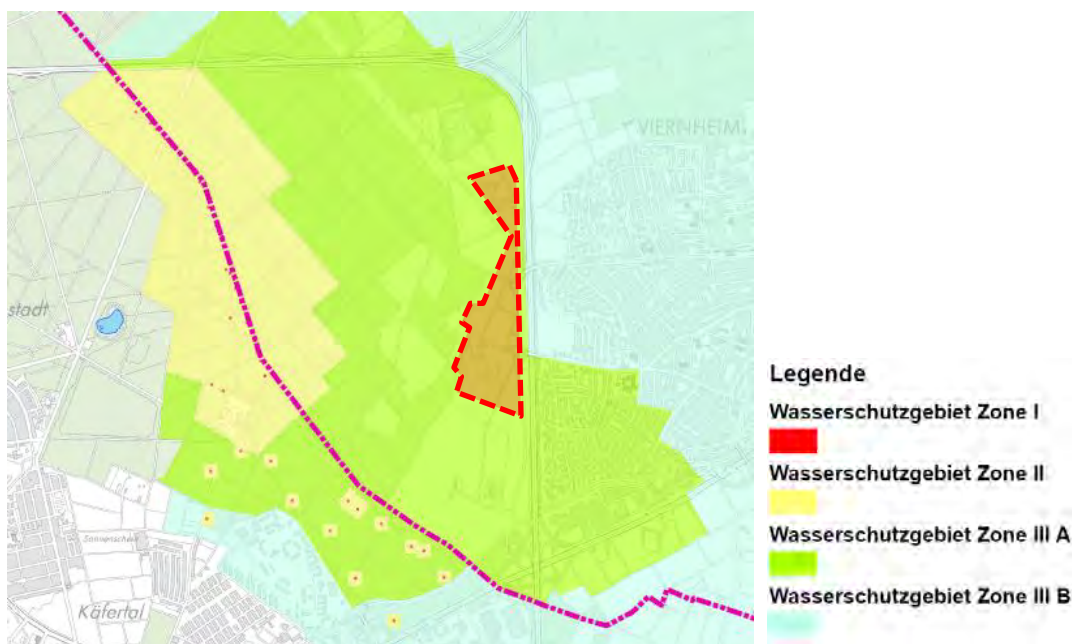 VIERNHEIM
stadt
Käfertal
Legende
Wasserschutzgebiet Zone I
Wasserschutzgebiet Zone II
Wasserschutzgebiet Zone III A
Wasserschutzgebiet Zone III B